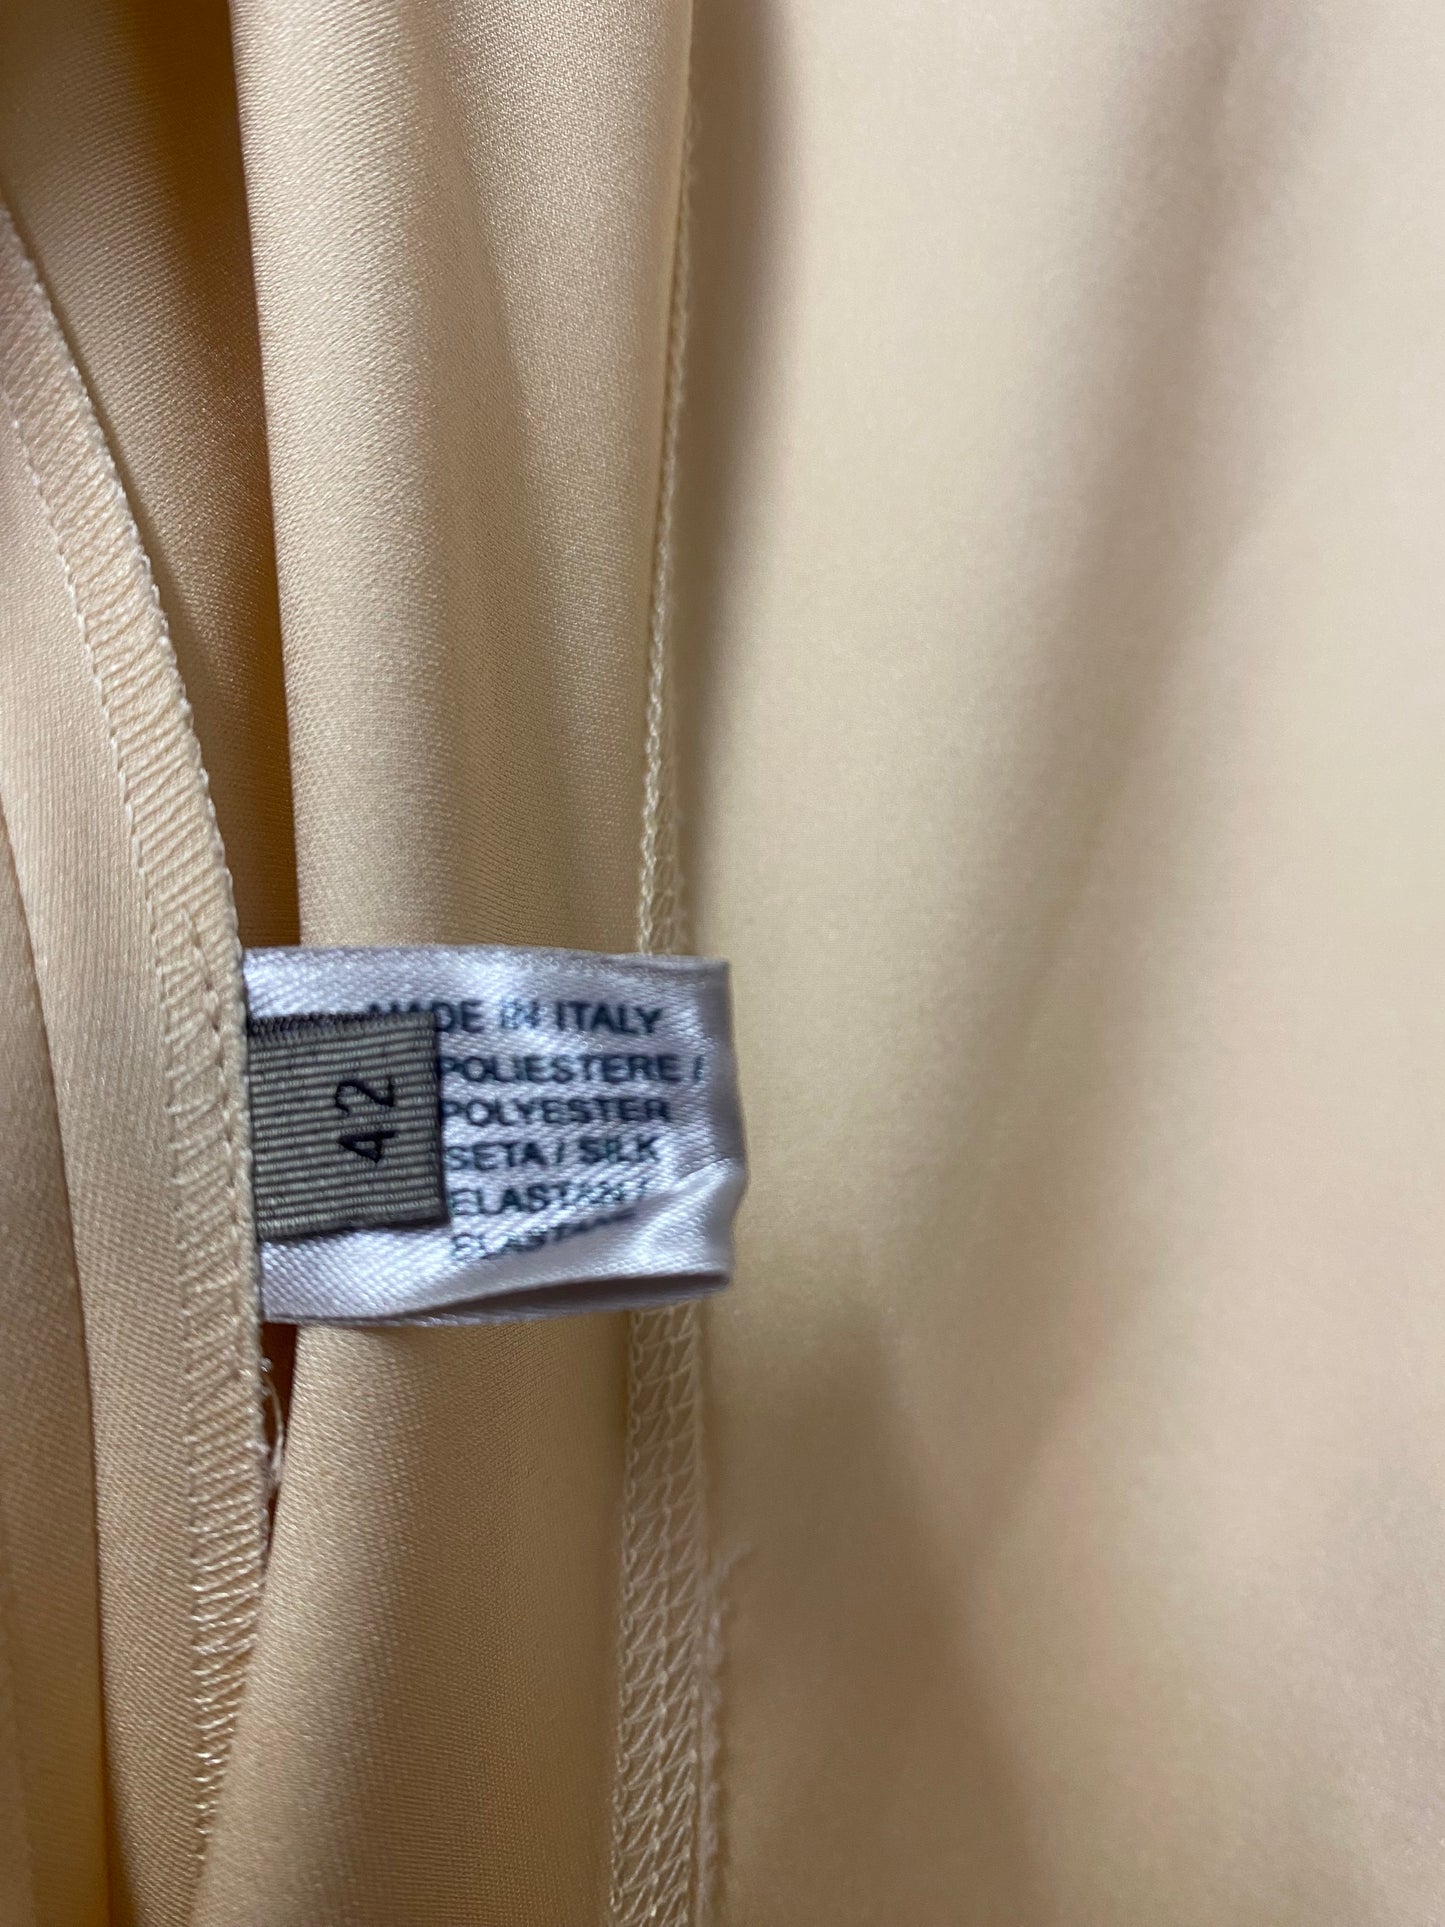 MADE IN ITALY
POLIESTERE /
POLYESTER
SETA / SILK
ELASTAN /
42